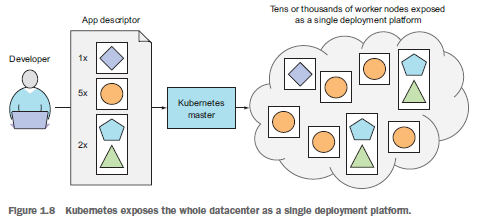 Tens or thousands of worker nodes exposed
as a single deployment platform
App descriptor
Developer
1x
5x
Kubernetes
master
2x
Figure 1.8 Kubernetes exposes the whole datacenter as a single deployment platform.